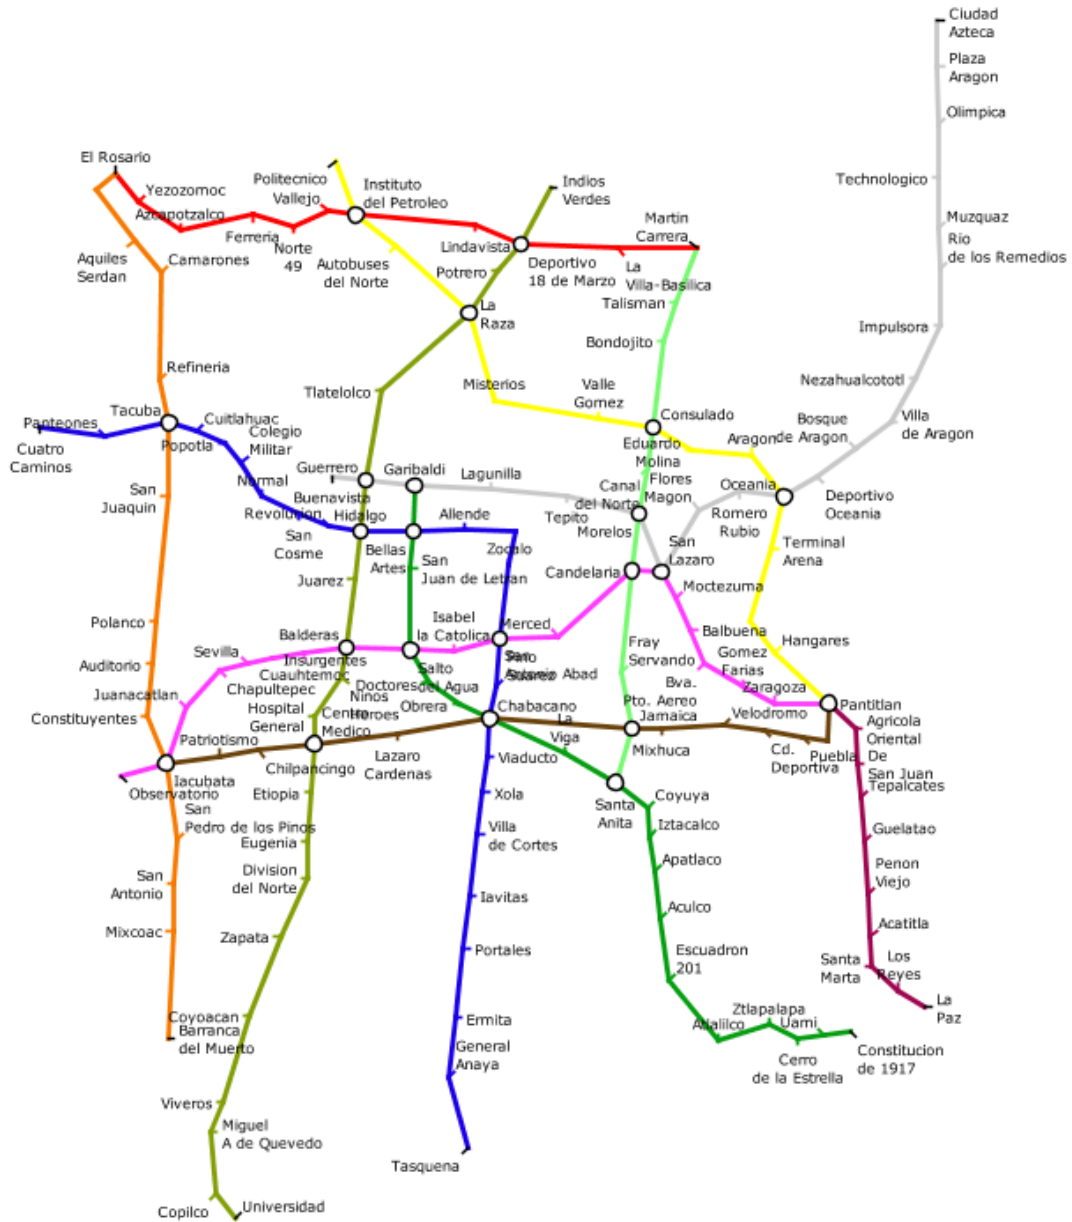 Ciudad
Azteca
Plaza
Aragon
Olimpica
Technologico
Muzquaz
Rio
de los Remedios
Impulsora
Nezahualcototl
Villa
de Aragon
Bosque
Aragon
Deportivo
Oceania
Oceania
Romero
Rubio
El Rosario
Yezozomoc
Azcapotzalco
Ferreria
Norte
49
Vallejo
Politecnico
Instituto
del Petroleo
Autobuses
del Norte
Lindavista
Indios
Verdes
Deportivo
18 de Marzo
Potrero
La
Villa-Basilica
Martin
Carrera
Talisman
Bondojito
La
Raza
Misterios
Valle
Gomez
Consulado
Eduardo
Molina
Aragonde
Flores
Magon
Canal
del Norte
Morelos
Tepito
Lagunilla
Garibaldi
Guerrero
Buenavista
Tlatelolco
Aquiles
Serdan
Camarones
Refineria
Tacuba
Panteones
Cuatro
Caminos
Popotla
Cuitlahuac
Colegio
Militar
Normal
San
Cosme
Revolucion
Hidalgo
Bellas
Artes
Allende
Zocalo
San
Juan de Letran
Juarez
San
Juaquin
Polanco
Auditorio
Constituyentes
Juanacatlan
Sevilla
Chapultepec
Insurgentes
Cuauhtemoc
Balderas
Isabel
la Catolica
Salto
del Agua
Doctores
Obrera
Merced
Pino
Suarez
San
Antonio Abad
Candelaria
San
Lazaro
Moctezuma
Balbuena
Gomez
Farias
Bva.
Pto. Aereo
Zaragoza
Terminal
Arena
Hangares
Pantitlan
Fray
Servando
Jamaica
Mixhuca
Velodromo
Cd.
Deportiva
Puebla
Agricola
Oriental
De
San Juan
Tepalcates
Guelatao
Penon
Viejo
Acatitla
Santa
Marta
Los
Reyes
La
Paz
Ninos
Heroes
Hospital
General
Centro
Medico
Chabacano
La
Viga
Santa
Anita
Coyuya
Iztacalco
Apatlaco
Aculco
Escuadron
201
Atlalilco
Ztlapalapa
Cerro
de la Estrella
Uami
Constitucion
de 1917
Observatorio
Iacubata
Patriotismo
Chilpancingo
Lazaro
Cardenas
San
Pedro de los Pinos
San
Antonio
Mixcoac
Barranca
del Muerto
Etiopia
Eugenia
Division
del Norte
Zapata
Coyoacan
Viveros
Miguel
A de Quevedo
Copilco
Universidad
Viaducto
Xola
Villa
de Cortes
Iavitas
Portales
Ermita
General
Anaya
Tasquena